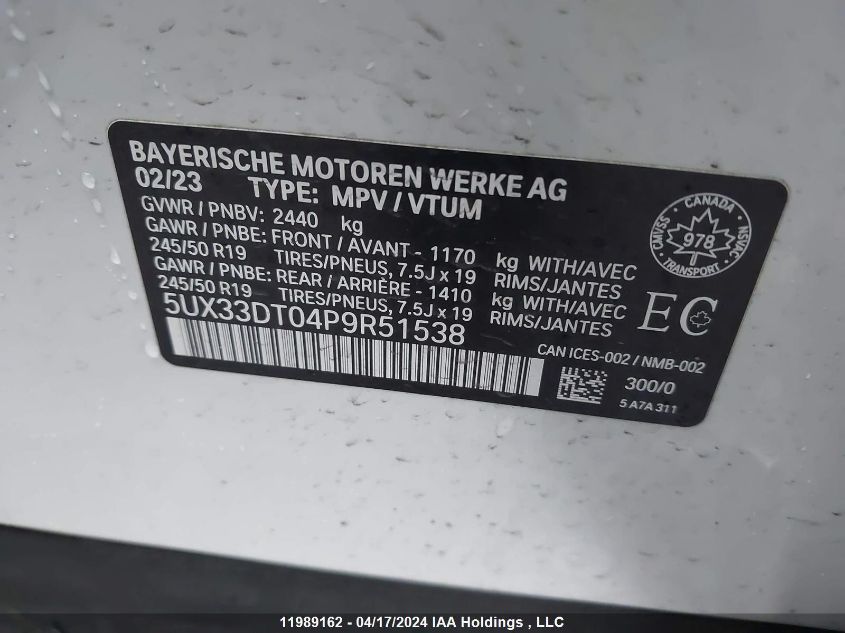 BAYERISCHE MOTOREN WERKE AG
02/23 TYPE: MPV / VTUM
GVWR / PNBV: 2440 kg
GAWR / PNBE: FRONT / AVANT - 1170 kg WITH/AVEC
245/50 R19 TIRES/PNEUS, 7.5J x 19 RIMS/JANTES
GAWR / PNBE: REAR / ARRIÈRE - 1410 kg WITH/AVEC
245/50 R19 TIRES/PNEUS, 7.5J x 19 RIMS/JANTES
5UX33DT04P9R51538
CANADA
CMVSS 978 NSVAC
TRANSPORT
EC
CAN ICES-002 / NMB-002
300/0
5 A7A 311
11989162 - 04/17/2024 IAA Holdings , LLC